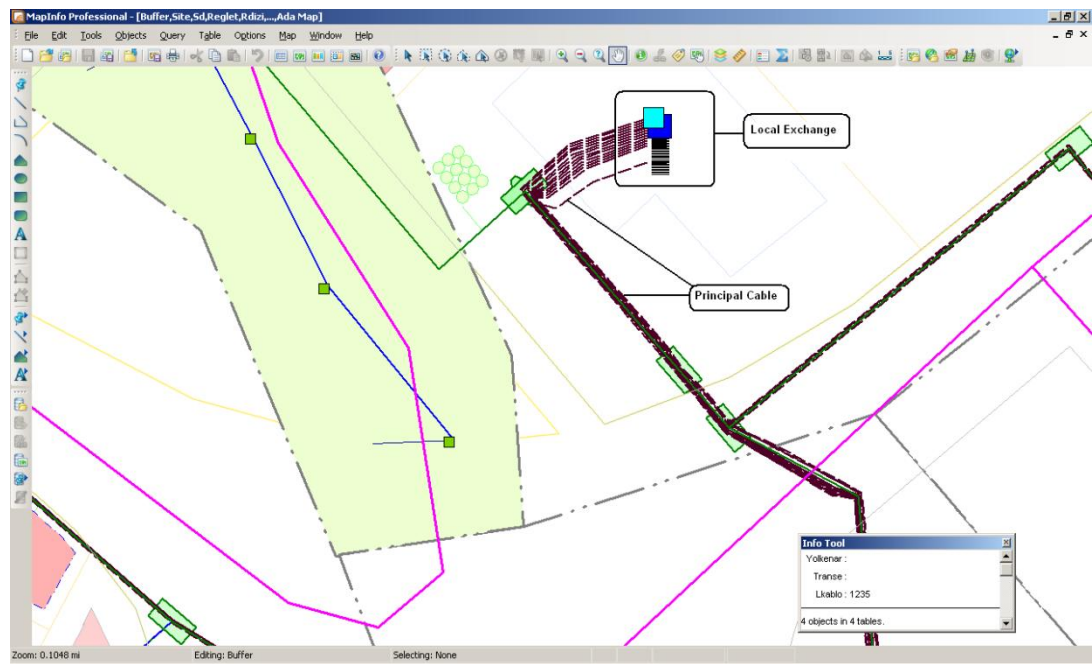 MapInfo Professional - [Buffer,Site,Sd,Reglet,Rdizi,...,Ada Map]
File Edit Tools Objects Query Table Options Map Window Help
Local Exchange
Principal Cable
Info Tool
Yolkenar :
Transe :
Lkablo : 1235
4 objects in 4 tables.
Zoom: 0.1048 mi Editing: Buffer Selecting: None